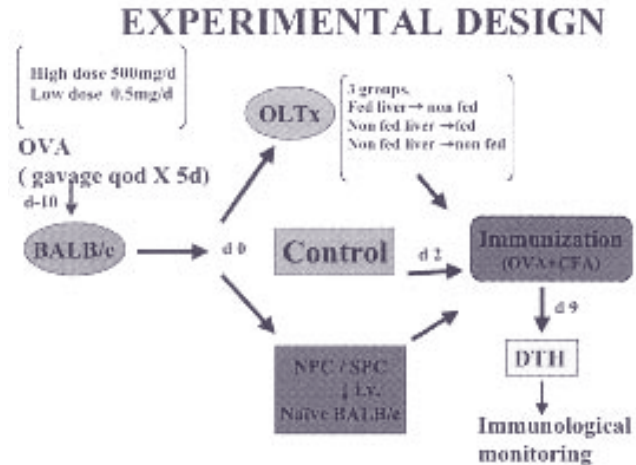 EXPERIMENTAL DESIGN
High dose 500mg/d
Low dose 0.5mg/d
OVA
( gavage qod X 5d)
d-10
BALB/c
OLTx
3 groups,
Fed liver→ non fed
Non fed liver →fed
Non fed liver →non fed
d 0
Control
d 2
Immunization
(OVA+CFA)
NPC / SPC
↓ i.v.
Naïve BALB/c
d 9
DTH
Immunological
monitoring